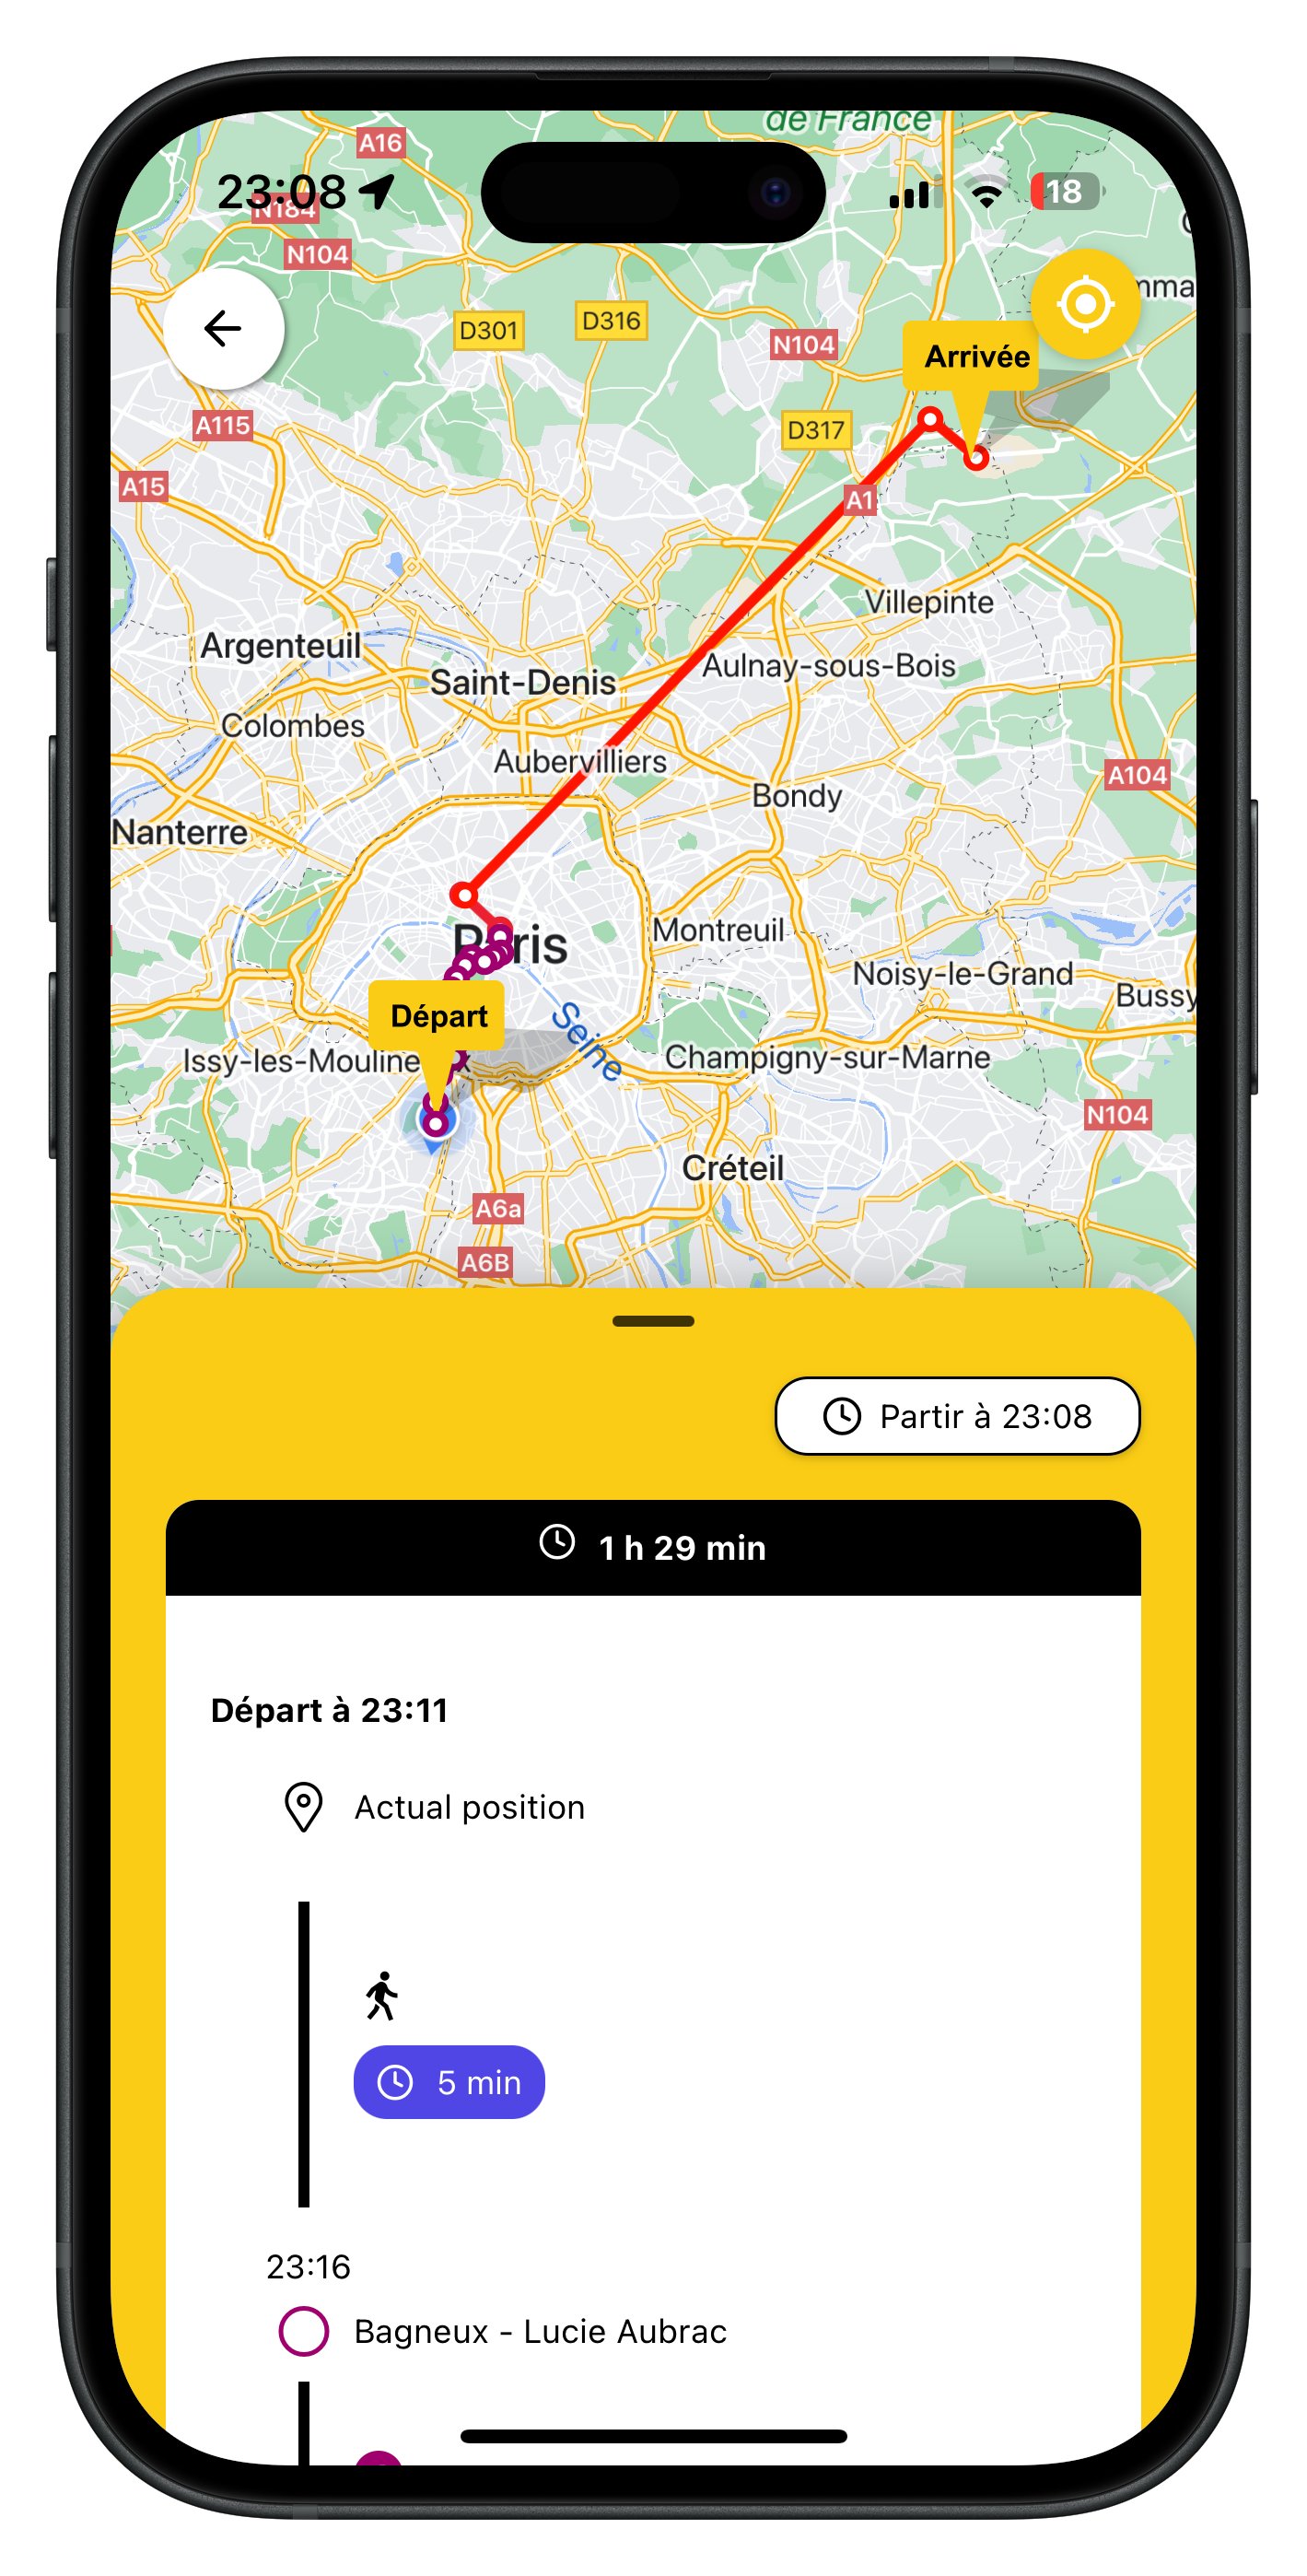 de France
A16
23:08
18
N184
N104
mma
D301
D316
N104
Arrivée
A115
D317
A15
A1
Villepinte
Argenteuil
Aulnay-sous-Bois
Saint-Denis
Colombes
Aubervilliers
A104
Bondy
Nanterre
Montreuil
Paris
Noisy-le-Grand
Bussy
Départ
Seine
Issy-les-Moulineaux
Champigny-sur-Marne
N104
Créteil
A6a
A6B
Partir à 23:08
1 h 29 min
Départ à 23:11
Actual position
5 min
23:16
Bagneux - Lucie Aubrac